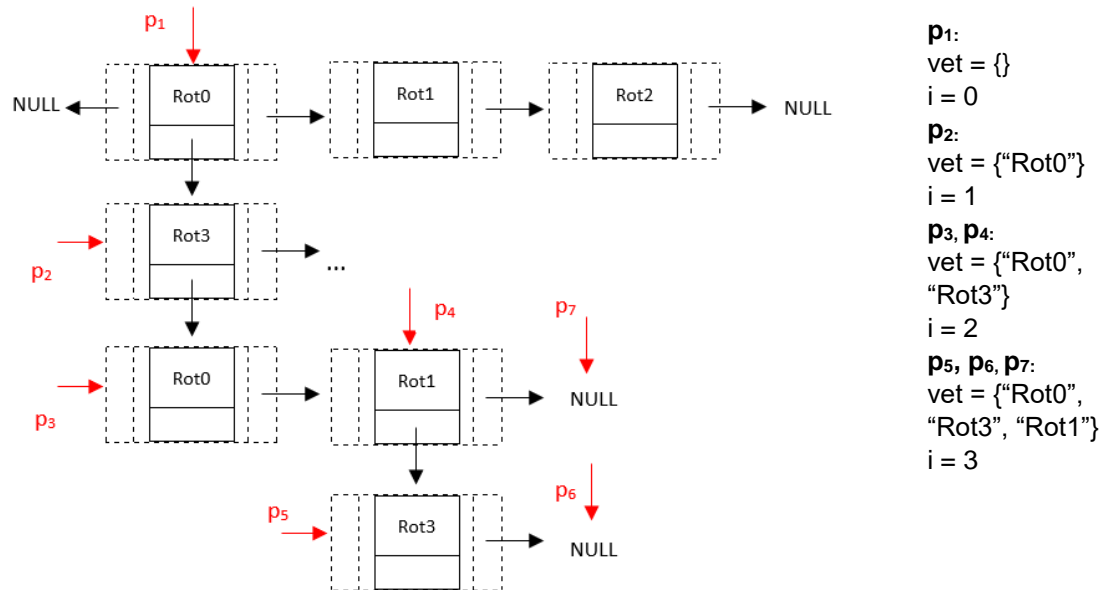 p₁
NULL
Rot0
Rot1
Rot2
NULL
Rot3
...
p₂
p₄
p₇
Rot0
Rot1
NULL
p₃
p₅
Rot3
p₆
NULL
p₁:
vet = {}
i = 0
p₂:
vet = {“Rot0”}
i = 1
p₃, p₄:
vet = {“Rot0”,
“Rot3”}
i = 2
p₅, p₆, p₇:
vet = {“Rot0”,
“Rot3”, “Rot1”}
i = 3